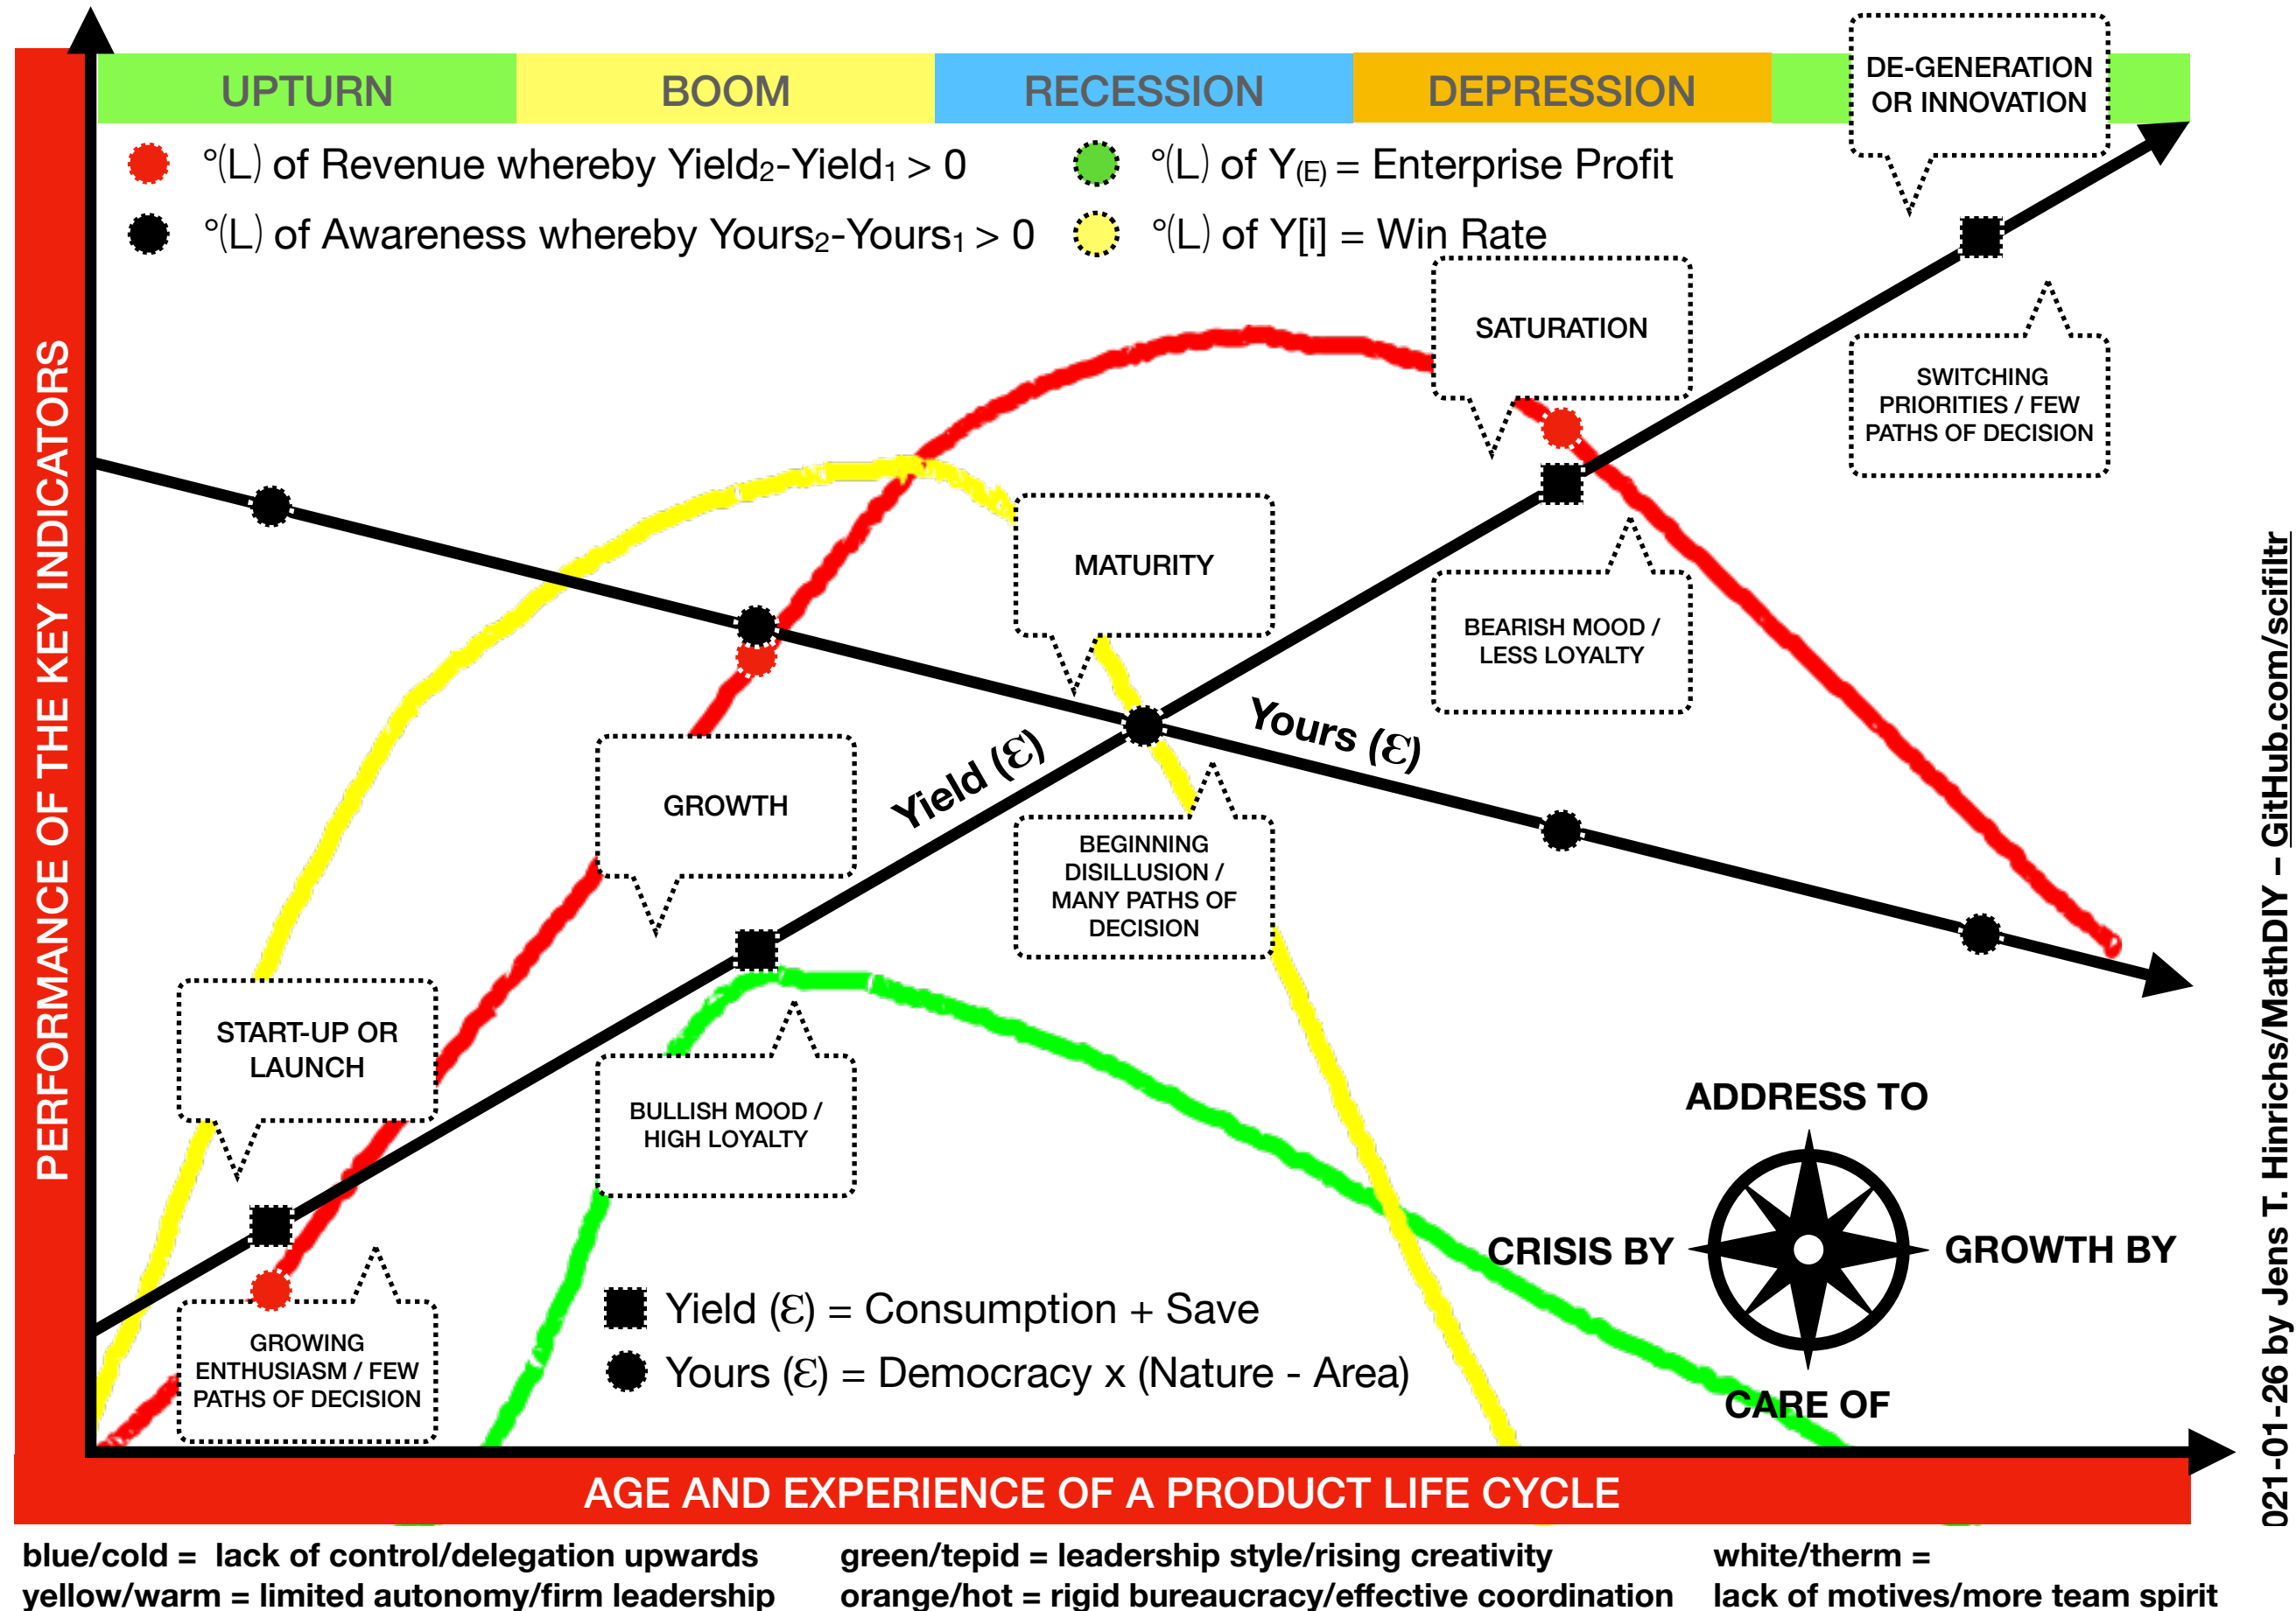 UPTURN
BOOM
RECESSION
DEPRESSION
DE-GENERATION
OR INNOVATION
°(L) of Revenue whereby Yield₂-Yield₁ > 0
°(L) of Y(E) = Enterprise Profit
°(L) of Awareness whereby Yours₂-Yours₁ > 0
°(L) of Y[i] = Win Rate
SATURATION
SWITCHING
PRIORITIES / FEW
PATHS OF DECISION
MATURITY
BEARISH MOOD /
LESS LOYALTY
Yours (Ɛ)
Yield (Ɛ)
GROWTH
BEGINNING
DISILLUSION /
MANY PATHS OF
DECISION
START-UP OR
LAUNCH
BULLISH MOOD /
HIGH LOYALTY
GROWING
ENTHUSIASM / FEW
PATHS OF DECISION
Yield (Ɛ) = Consumption + Save
Yours (Ɛ) = Democracy x (Nature - Area)
ADDRESS TO
CRISIS BY
GROWTH BY
CARE OF
PERFORMANCE OF THE KEY INDICATORS
AGE AND EXPERIENCE OF A PRODUCT LIFE CYCLE
021-01-26 by Jens T. Hinrichs/MathDIY – GitHub.com/scifiltr
blue/cold = lack of control/delegation upwards
yellow/warm = limited autonomy/firm leadership
green/tepid = leadership style/rising creativity
orange/hot = rigid bureaucracy/effective coordination
white/therm =
lack of motives/more team spirit